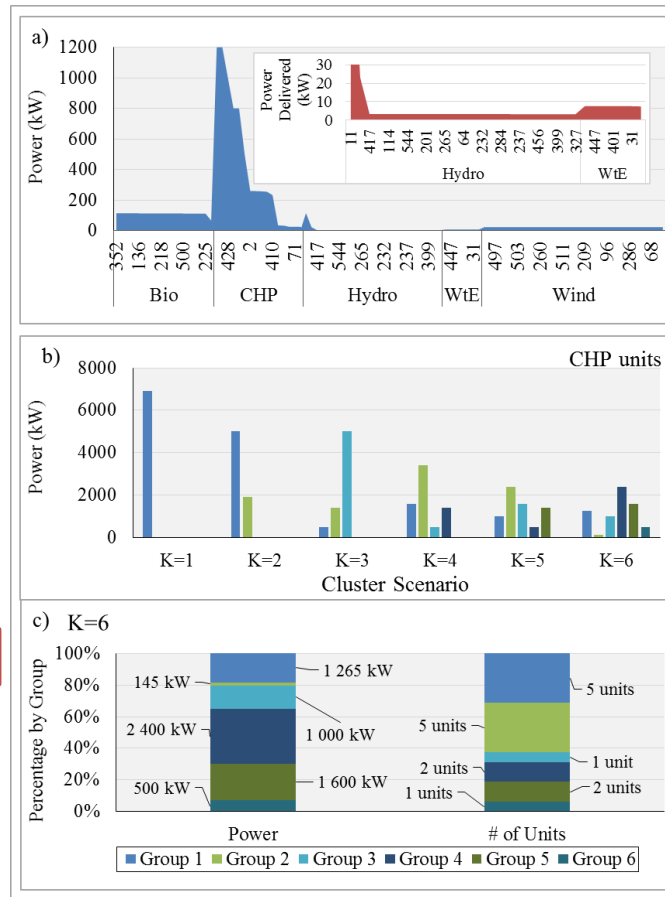 a)
1200
1000
800
600
400
200
0
Power (kW)
352 136 218 500 225 428 2 410 71 417 544 265 232 237 399 447 31 497 503 260 511 209 96 286 68
Bio CHP Hydro WtE Wind
30
20
10
0
Power
Delivered
(kW)
11 417 114 544 201 265 64 232 284 237 456 399 327 447 401 31
Hydro WtE
b)
CHP units
8000
6000
4000
2000
0
Power (kW)
K=1 K=2 K=3 K=4 K=5 K=6
Cluster Scenario
c) K=6
100%
80%
60%
40%
20%
0%
Percentage by Group
1 265 kW
145 kW
1 000 kW
2 400 kW
1 600 kW
500 kW
5 units
5 units
1 unit
2 units
2 units
1 units
Power # of Units
Group 1 Group 2 Group 3 Group 4 Group 5 Group 6